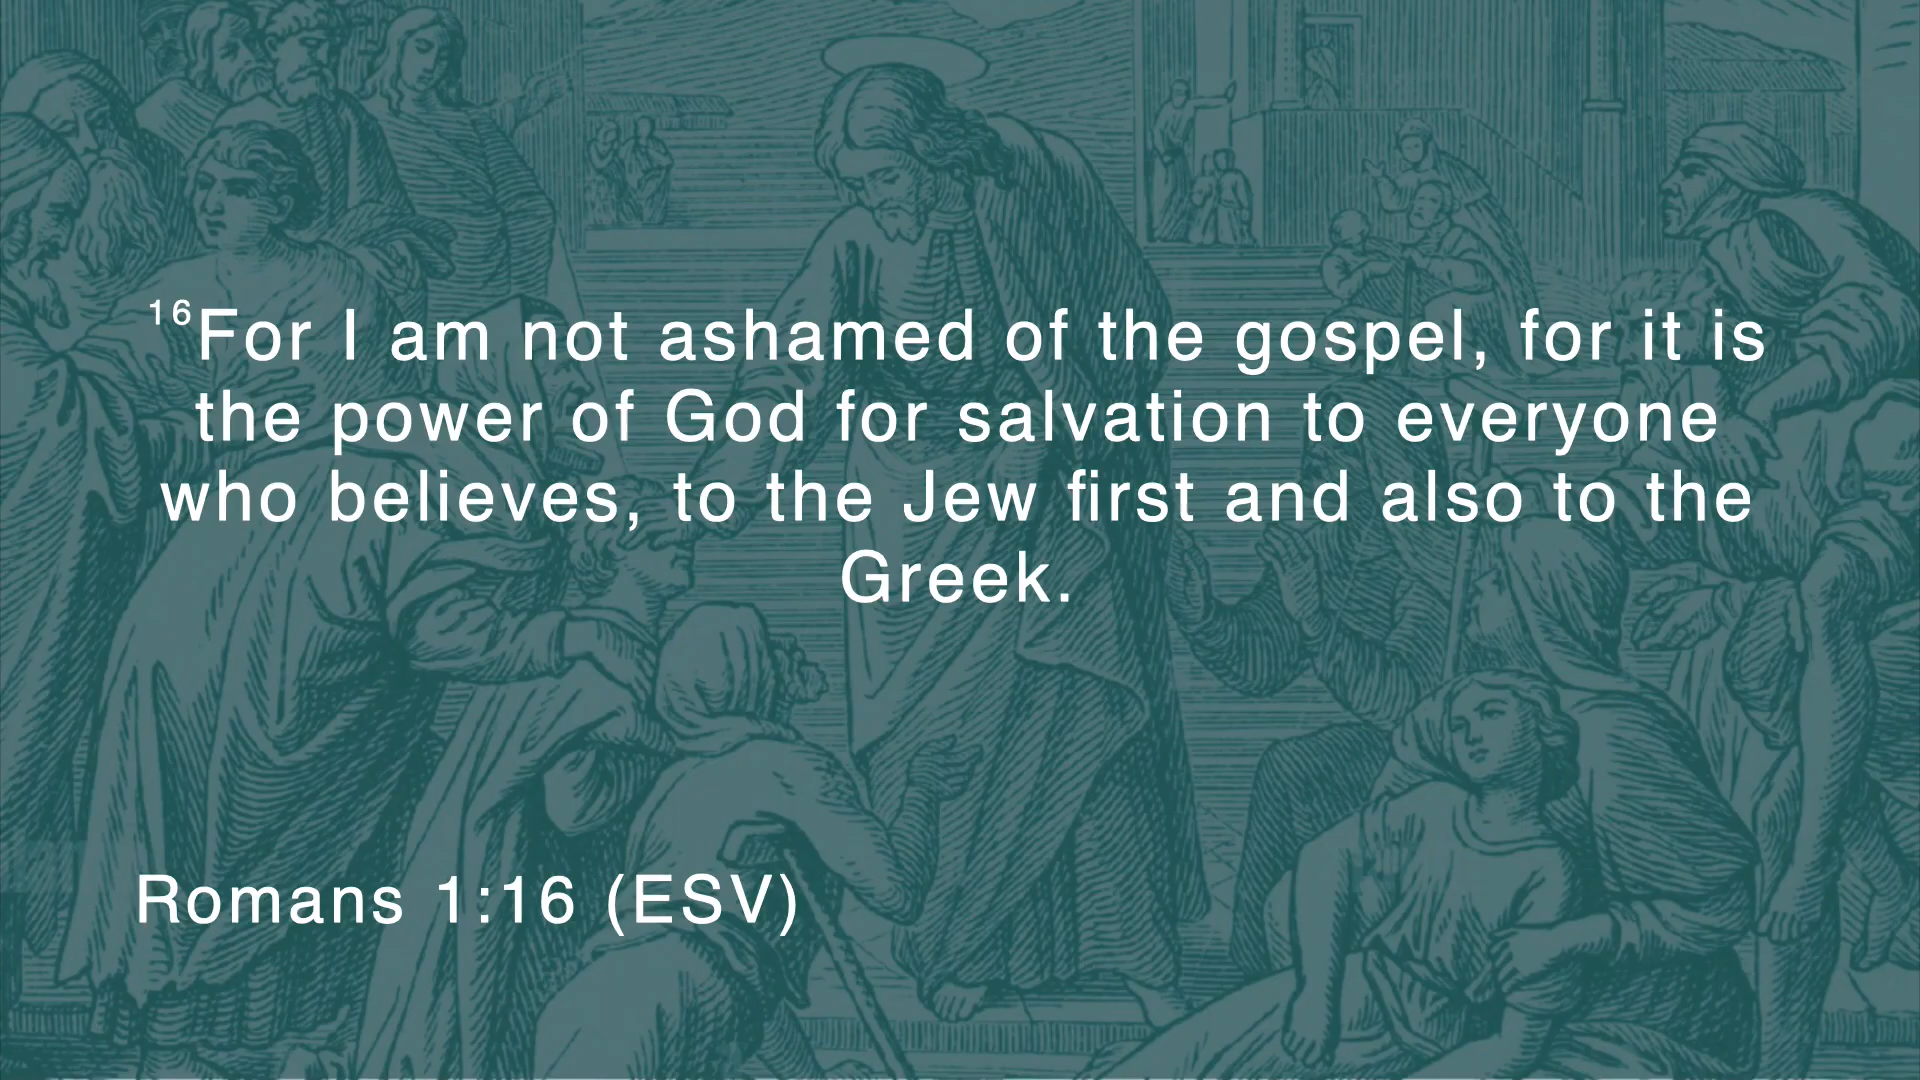 ¹⁶For I am not ashamed of the gospel, for it is
the power of God for salvation to everyone
who believes, to the Jew first and also to the
Greek.
Romans 1:16 (ESV)